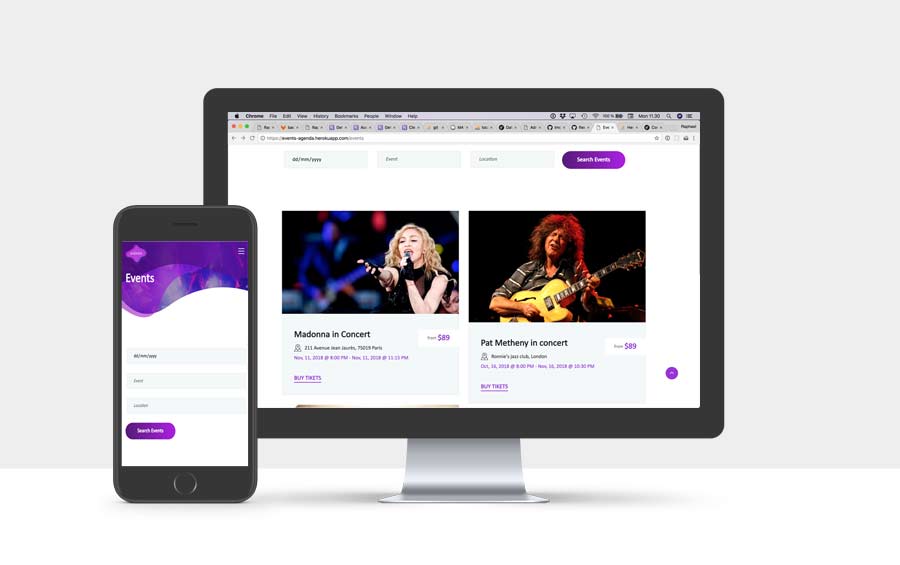 Chrome File Edit View History Bookmarks People Window Help
100 % Mon 11:30
Raphael
https://events-agenda.herokuapp.com/events
dd/mm/yyyy Event Location Search Events
Madonna in Concert
211 Avenue Jean Jaurès, 75019 Paris
Nov, 11, 2018 @ 8:00 PM - Nov, 11, 2018 @ 11:15 PM
BUY TIKETS
From $89
Pat Metheny in concert
Ronnie's jazz club, London
Oct, 16, 2018 @ 8:00 PM - Nov, 16, 2018 @ 10:30 PM
BUY TIKETS
From $89
Events
dd/mm/yyyy
Event
Location
Search Events